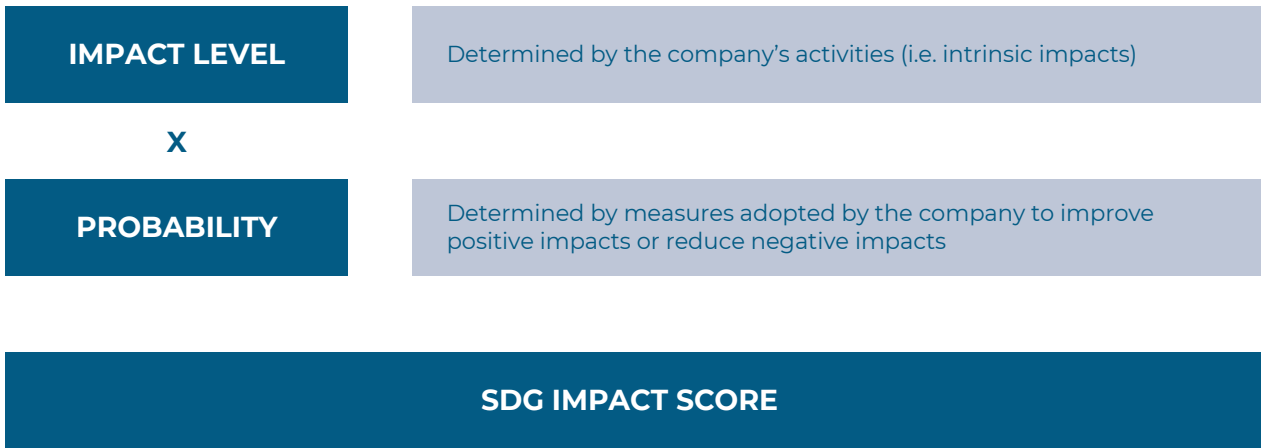 IMPACT LEVEL
Determined by the company’s activities (i.e. intrinsic impacts)
X
PROBABILITY
Determined by measures adopted by the company to improve
positive impacts or reduce negative impacts
SDG IMPACT SCORE